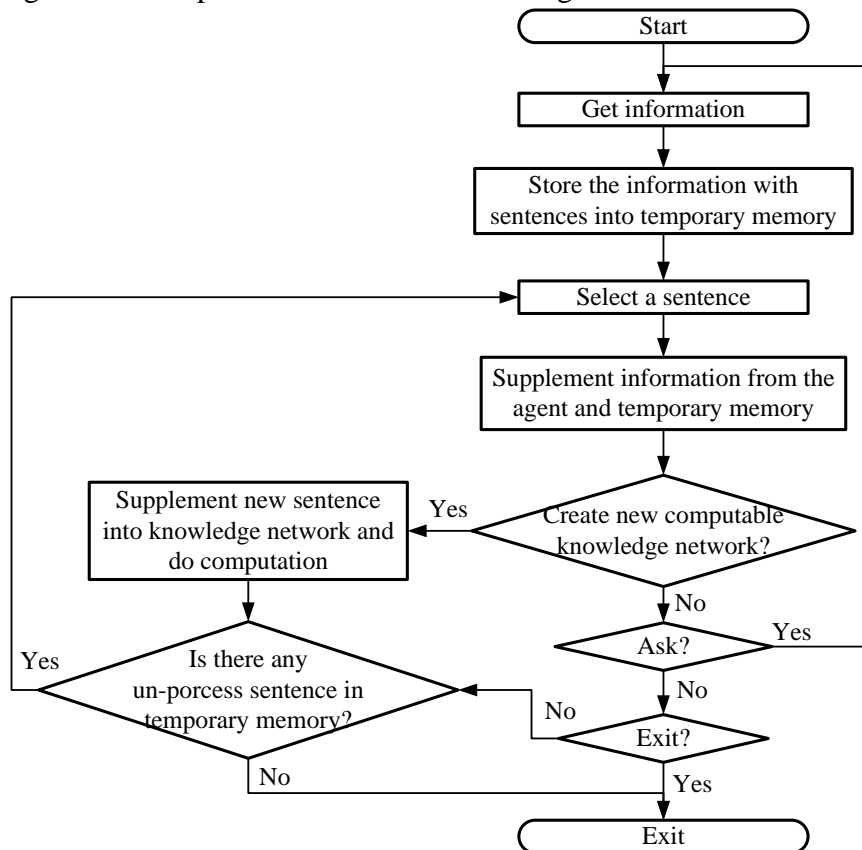 Start
Get information
Store the information with
sentences into temporary memory
Select a sentence
Supplement information from the
agent and temporary memory
Supplement new sentence
into knowledge network and
do computation
Yes
Create new computable
knowledge network?
No
Ask?
Yes
Yes
Is there any
un-porcess sentence in
temporary memory?
No
No
Exit?
No
Yes
Exit